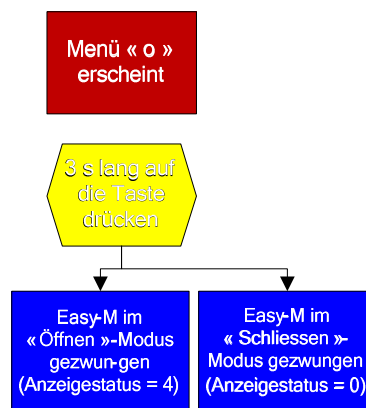 Menü « o »
erscheint
3 s lang auf
die Taste
drücken
Easy-M im
« Öffnen »-Modus
gezwun-gen
(Anzeigestatus = 4)
Easy-M im
« Schliessen »-
Modus gezwungen
(Anzeigestatus = 0)